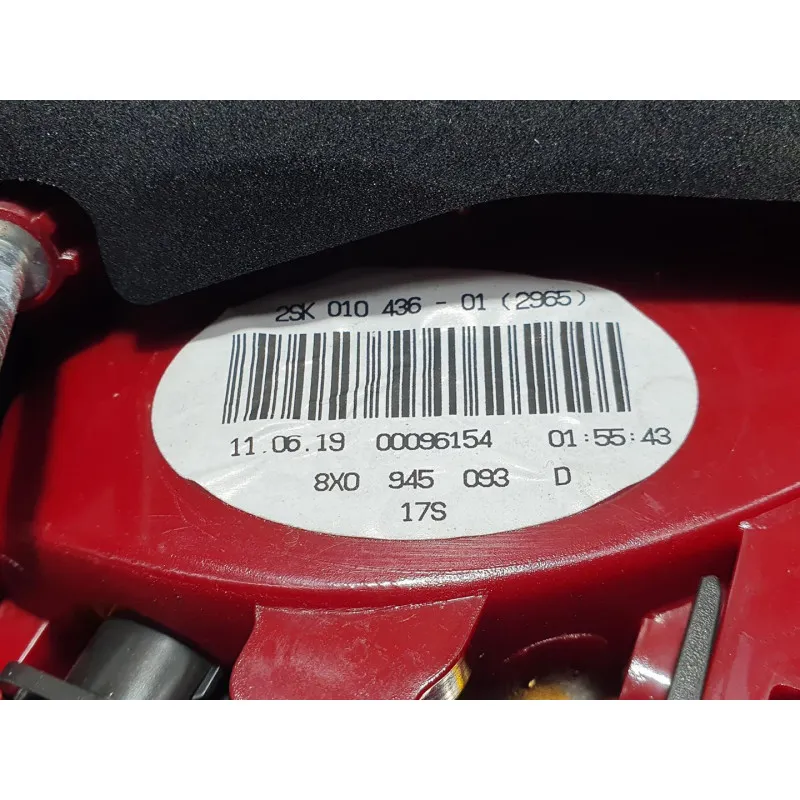 2SK 010 436 - 01 (2965)
11.06.19 00096154 01:55:43
8X0 945 093 D
17S